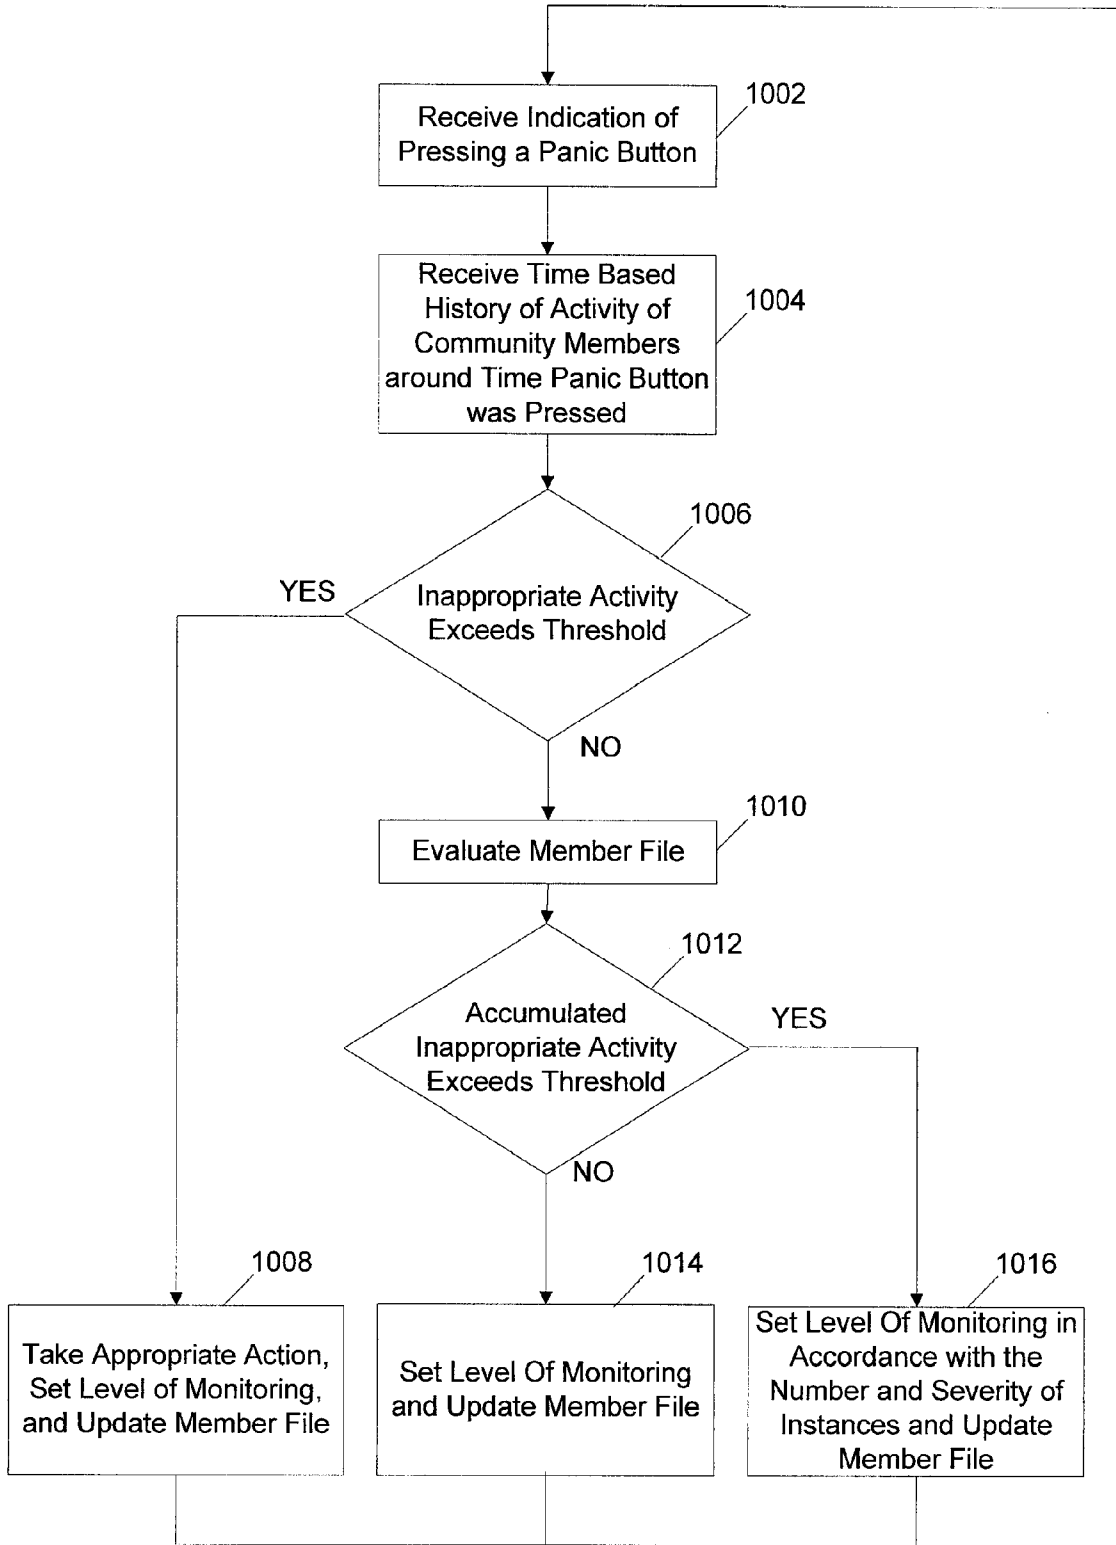 1002
Receive Indication of
Pressing a Panic Button
1004
Receive Time Based
History of Activity of
Community Members
around Time Panic Button
was Pressed
1006
YES
Inappropriate Activity
Exceeds Threshold
NO
1010
Evaluate Member File
1012
YES
Accumulated
Inappropriate Activity
Exceeds Threshold
NO
1008
Take Appropriate Action,
Set Level of Monitoring,
and Update Member File
1014
Set Level Of Monitoring
and Update Member File
1016
Set Level Of Monitoring in
Accordance with the
Number and Severity of
Instances and Update
Member File